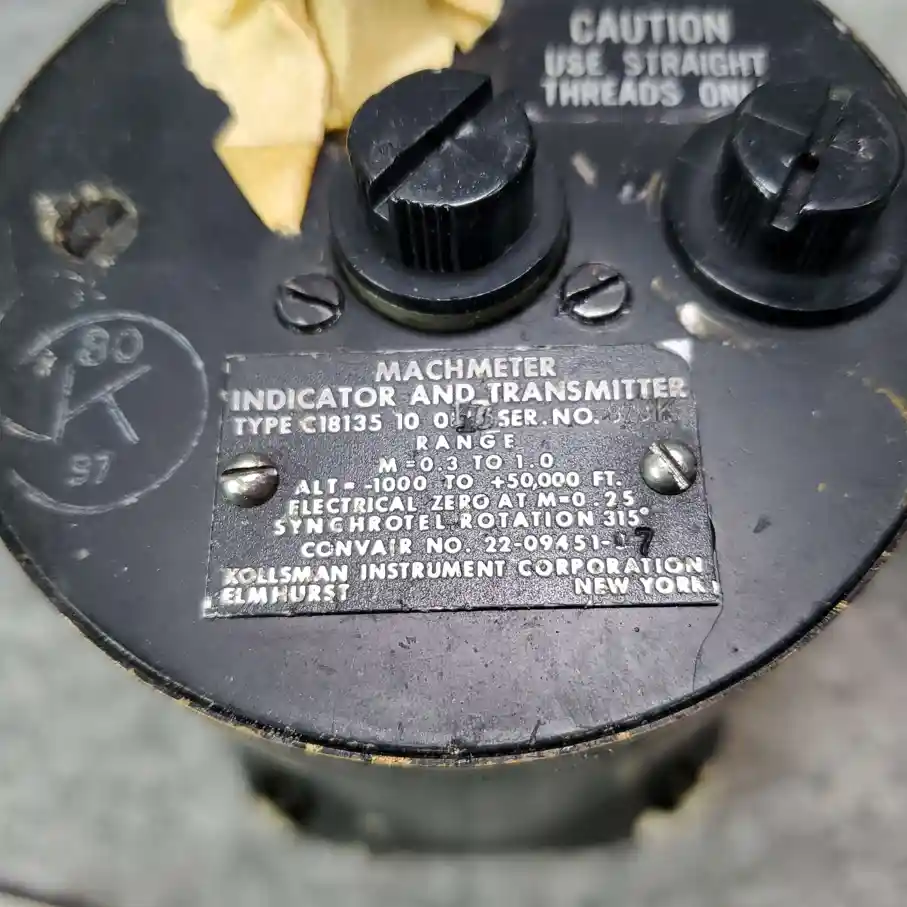 CAUTION
USE STRAIGHT
THREADS ONLY
80
K
97
MACHMETER
INDICATOR AND TRANSMITTER
TYPE C18135 10 SER. NO.
RANGE
M=0.3 TO 1.0
ALT= -1000 TO +50,000 FT.
ELECTRICAL ZERO AT M=0.25
SYNCHROTEL ROTATION 315°
CONVAIR NO. 22-09451- 7
KOLLSMAN INSTRUMENT CORPORATION
ELMHURST NEW YORK